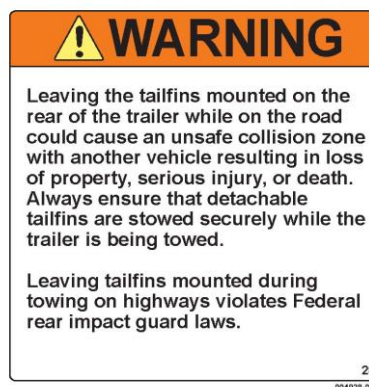 WARNING
Leaving the tailfins mounted on the
rear of the trailer while on the road
could cause an unsafe collision zone
with another vehicle resulting in loss
of property, serious injury, or death.
Always ensure that detachable
tailfins are stowed securely while the
trailer is being towed.
Leaving tailfins mounted during
towing on highways violates Federal
rear impact guard laws.